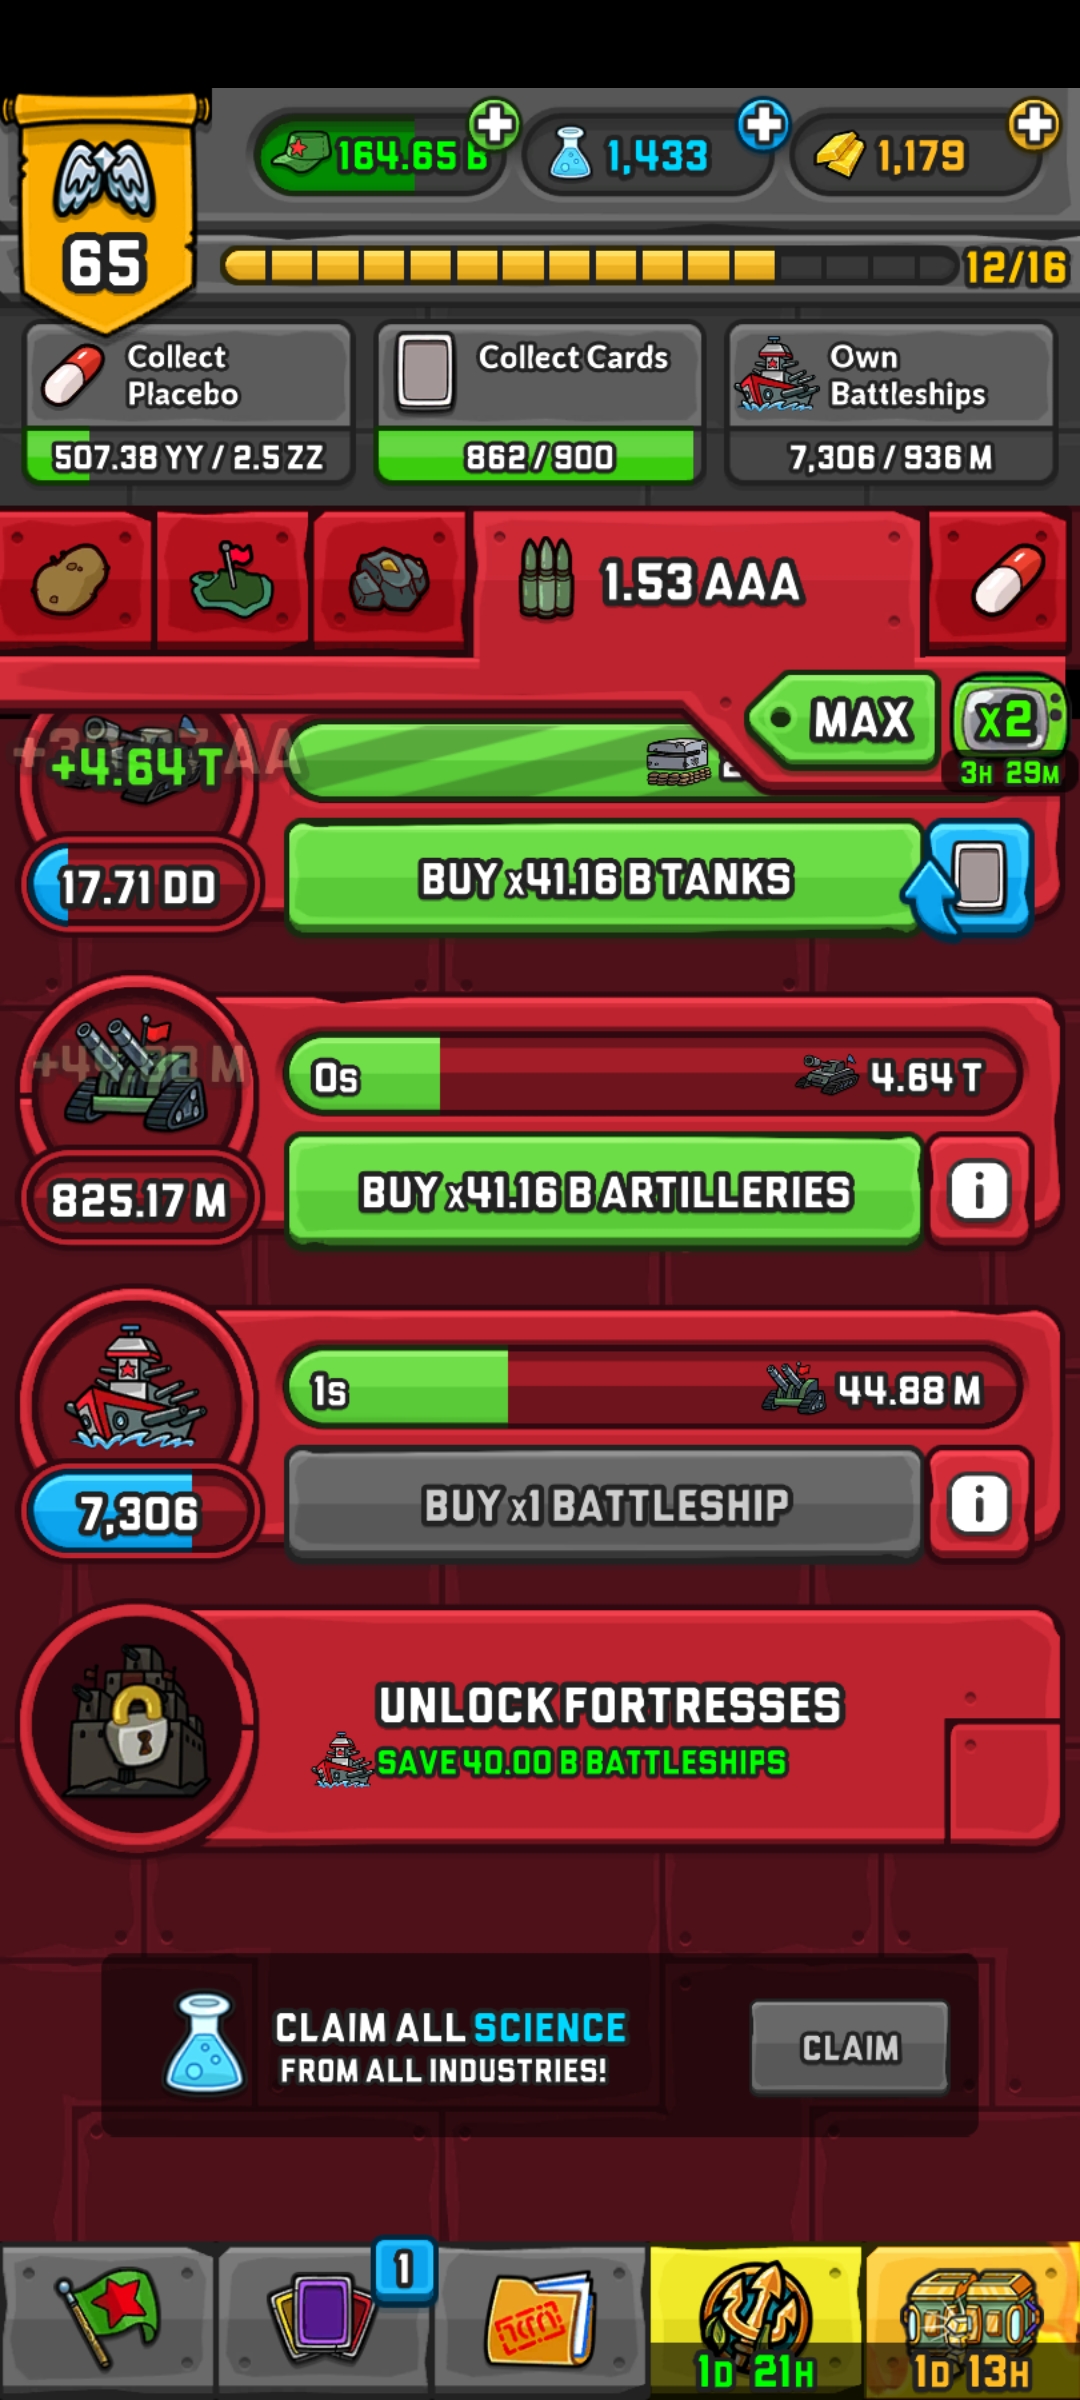 164.65 B
1,433
1,179
65
12/16
Collect
Placebo
507.38 YY / 2.5 ZZ
Collect Cards
862/900
Own
Battleships
7,306 / 936 M
1.53 AAA
MAX
x2
3H 29M
+4.64 T
17.71 DD
BUY x41.16 B TANKS
0s
4.64 T
825.17 M
BUY x41.16 B ARTILLERIES
1s
44.88 M
7,306
BUY x1 BATTLESHIP
UNLOCK FORTRESSES
SAVE 40.00 B BATTLESHIPS
CLAIM ALL SCIENCE
FROM ALL INDUSTRIES!
CLAIM
1
1D 21H
1D 13H